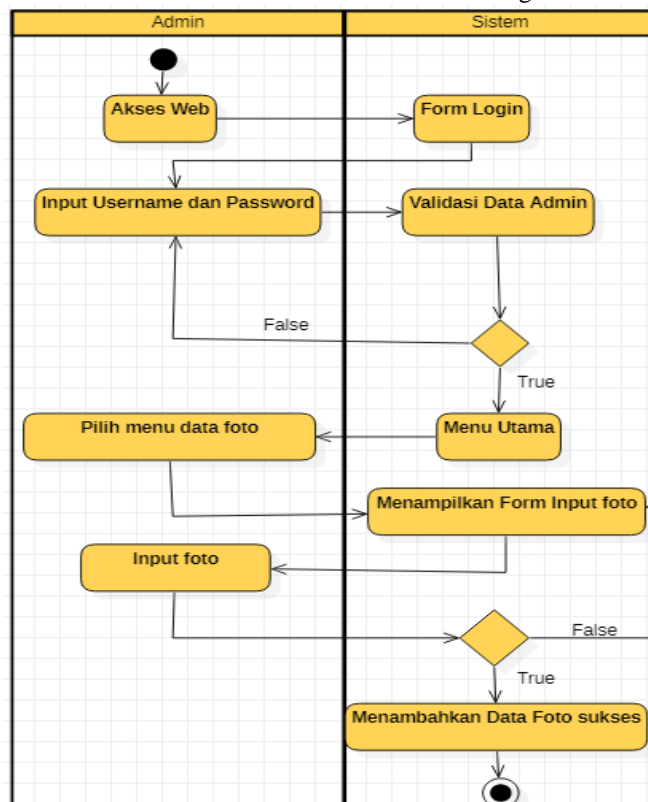 Admin
Sistem
Akses Web
Form Login
Input Username dan Password
Validasi Data Admin
False
True
Pilih menu data foto
Menu Utama
Menampilkan Form Input foto
Input foto
False
True
Menambahkan Data Foto sukses